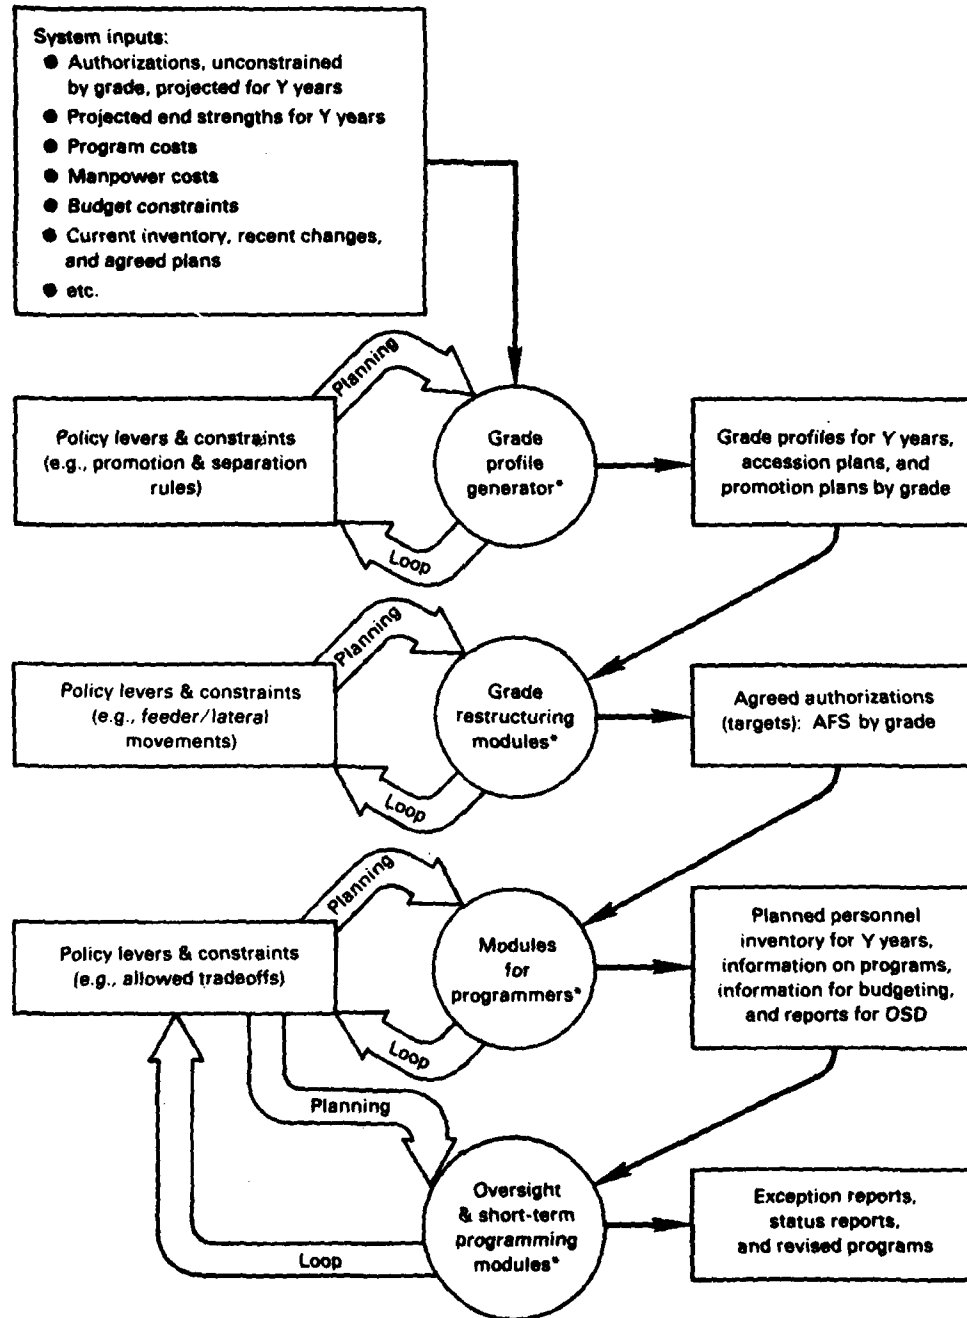 System inputs:
● Authorizations, unconstrained
by grade, projected for Y years
● Projected end strengths for Y years
● Program costs
● Manpower costs
● Budget constraints
● Current inventory, recent changes,
and agreed plans
● etc.
Planning
Policy levers & constraints
(e.g., promotion & separation
rules)
Loop
Grade
profile
generator*
Grade profiles for Y years,
accession plans, and
promotion plans by grade
Planning
Policy levers & constraints
(e.g., feeder/lateral
movements)
Loop
Grade
restructuring
modules*
Agreed authorizations
(targets): AFS by grade
Planning
Policy levers & constraints
(e.g., allowed tradeoffs)
Loop
Modules
for
programmers*
Planned personnel
inventory for Y years,
information on programs,
information for budgeting,
and reports for OSD
Planning
Loop
Oversight
& short-term
programming
modules*
Exception reports,
status reports,
and revised programs